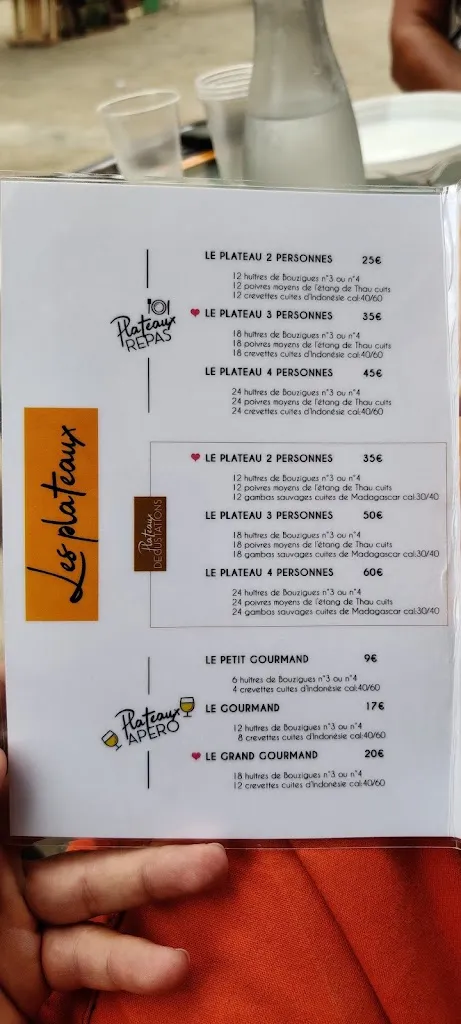 Les plateaux
Plateaux
REPAS
LE PLATEAU 2 PERSONNES 25€
12 huîtres de Bouzigues n°3 ou n°4
12 poivres moyens de l'étang de Thau cuits
12 crevettes cuites d'Indonésie cal:40/60
LE PLATEAU 3 PERSONNES 35€
18 huîtres de Bouzigues n°3 ou n°4
18 poivres moyens de l'étang de Thau cuits
18 crevettes cuites d'Indonésie cal:40/60
LE PLATEAU 4 PERSONNES 45€
24 huîtres de Bouzigues n°3 ou n°4
24 poivres moyens de l'étang de Thau cuits
24 crevettes cuites d'Indonésie cal:40/60
Plateaux
DEGUSTATIONS
LE PLATEAU 2 PERSONNES 35€
12 huîtres de Bouzigues n°3 ou n°4
12 poivres moyens de l'étang de Thau cuits
12 gambas sauvages cuites de Madagascar cal:30/40
LE PLATEAU 3 PERSONNES 50€
18 huîtres de Bouzigues n°3 ou n°4
18 poivres moyens de l'étang de Thau cuits
18 gambas sauvages cuites de Madagascar cal:30/40
LE PLATEAU 4 PERSONNES 60€
24 huîtres de Bouzigues n°3 ou n°4
24 poivres moyens de l'étang de Thau cuits
24 gambas sauvages cuites de Madagascar cal:30/40
Plateaux
APERO
LE PETIT GOURMAND 9€
6 huîtres de Bouzigues n°3 ou n°4
4 crevettes cuites d'Indonésie cal:40/60
LE GOURMAND 17€
12 huîtres de Bouzigues n°3 ou n°4
8 crevettes cuites d'Indonésie cal:40/60
LE GRAND GOURMAND 20€
18 huîtres de Bouzigues n°3 ou n°4
12 crevettes cuites d'Indonésie cal:40/60